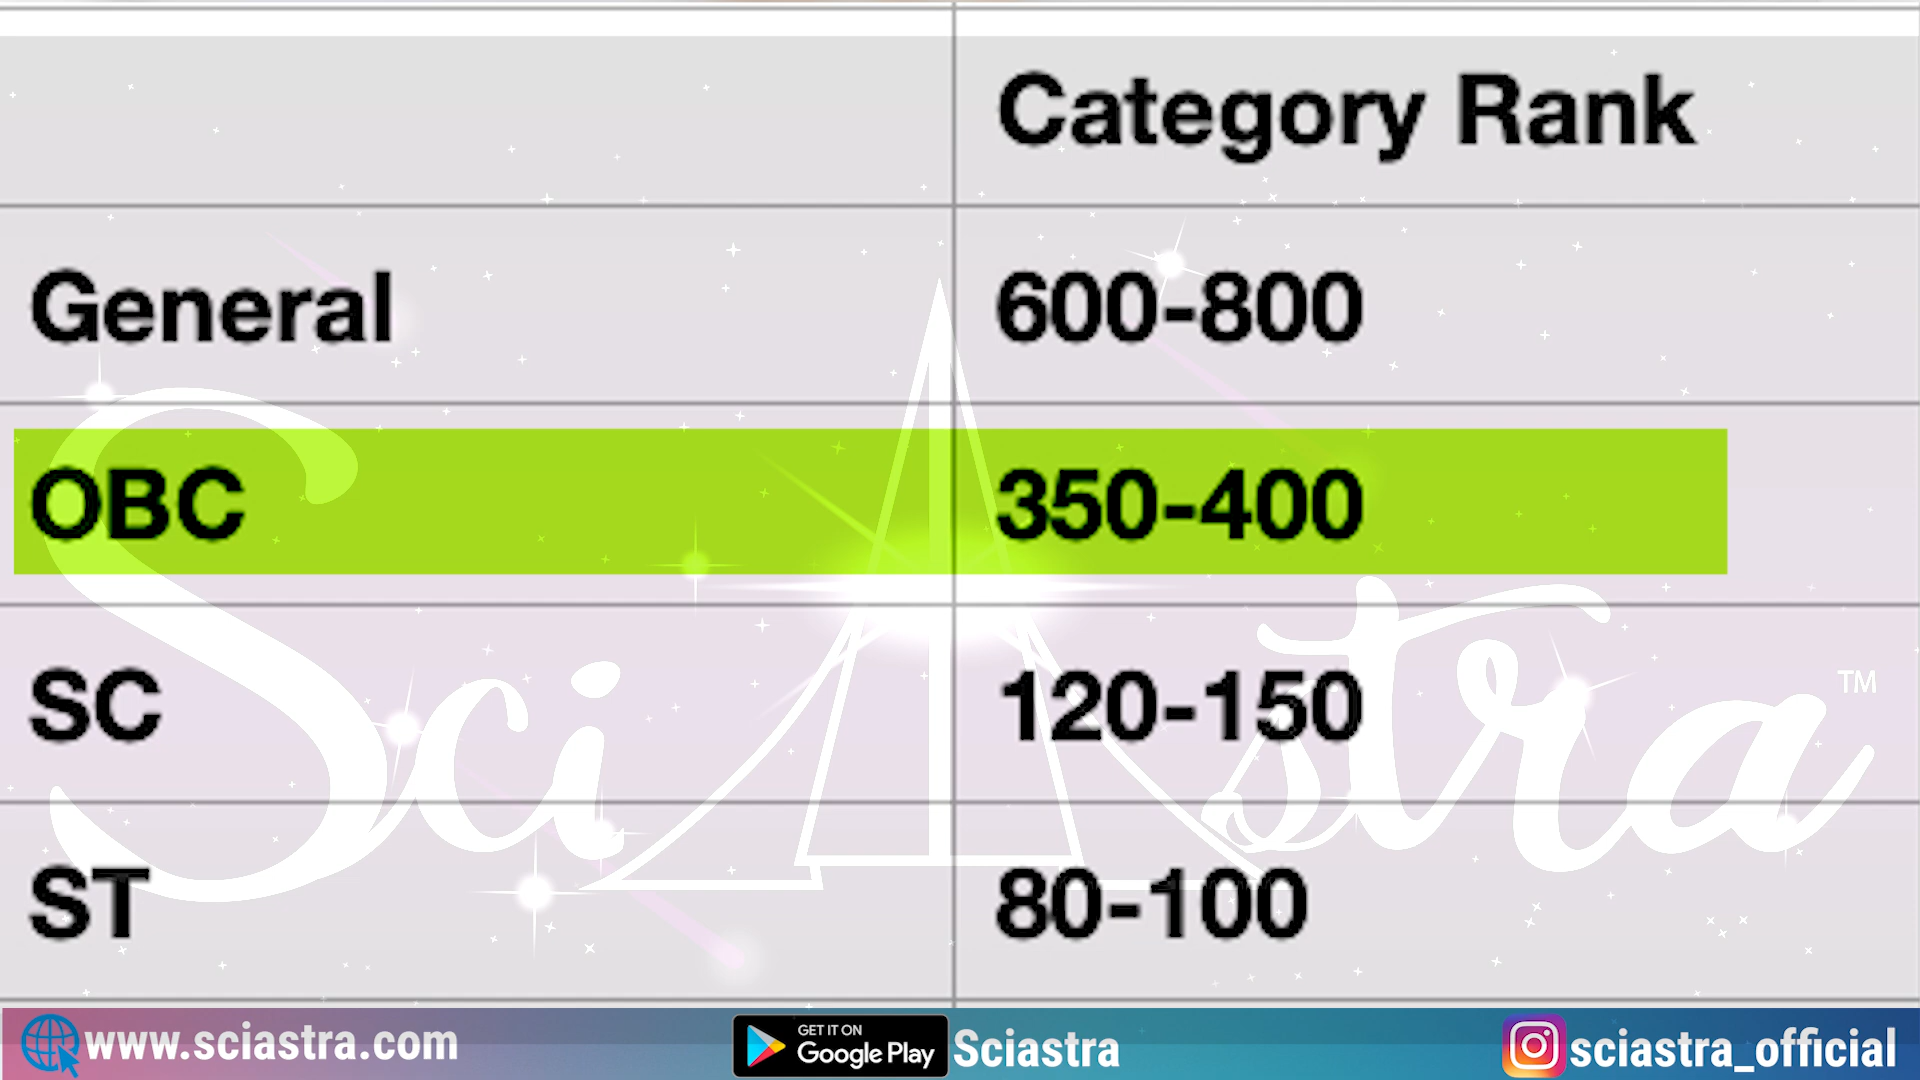 Category Rank
General 600-800
OBC 350-400
SC 120-150
ST 80-100
SciAstra TM
www.sciastra.com GET IT ON Google Play Sciastra sciastra_official